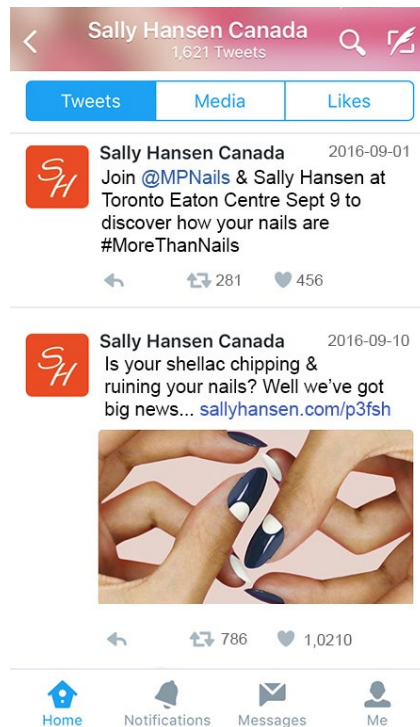 Sally Hansen Canada
1,621 Tweets
Tweets Media Likes
SH
Sally Hansen Canada 2016-09-01
Join @MPNails & Sally Hansen at
Toronto Eaton Centre Sept 9 to
discover how your nails are
#MoreThanNails
281 456
SH
Sally Hansen Canada 2016-09-10
Is your shellac chipping &
ruining your nails? Well we've got
big news... sallyhansen.com/p3fsh
786 1,0210
Home Notifications Messages Me